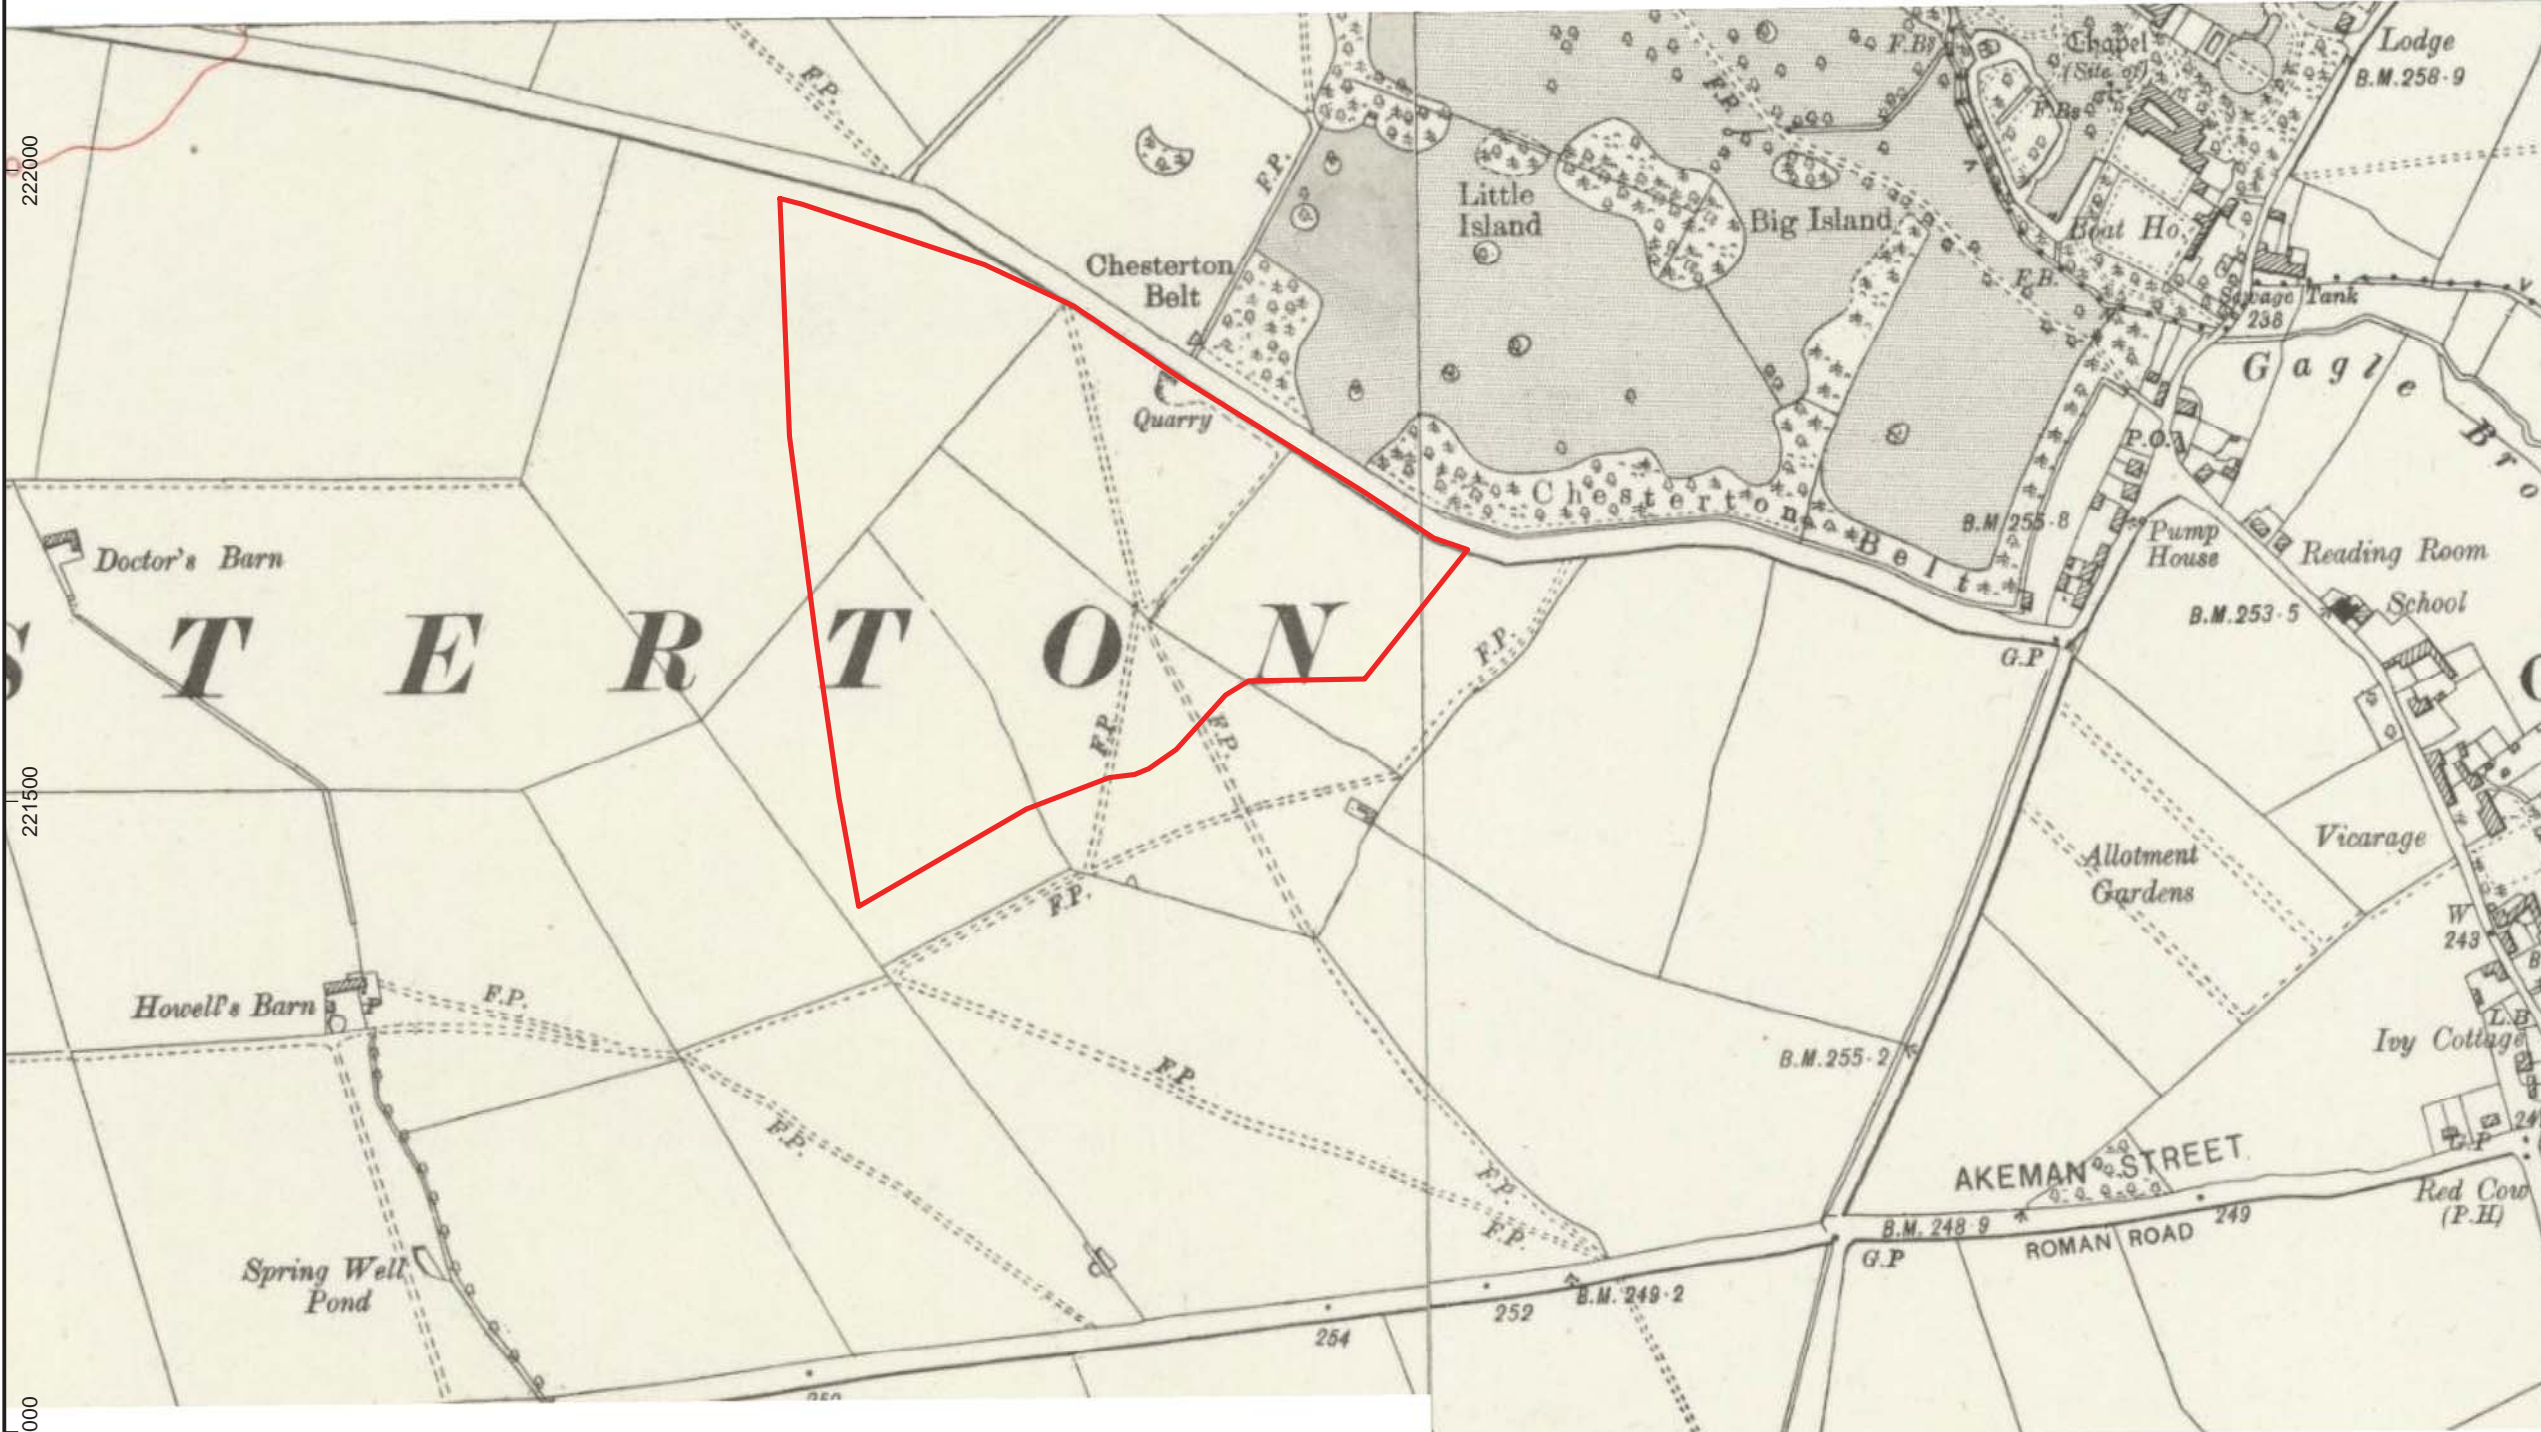 222000
221500
000
F.P.
F.P.
F.P.
F.B.
F.B.
Chapel
(Site of)
F.Bs
Lodge
B.M.258·9
Little
Island
Big Island
Boat Ho.
Sewage Tank
238
Gagle Bro
Chesterton
Belt
Quarry
Chesterton Belt
P.O.
B.M.255·8
Pump
House
Reading Room
School
B.M.253·5
G.P
Doctor's Barn
S T E R T O N
F.P.
F.P.
F.P.
F.P.
Vicarage
Allotment
Gardens
W
243
L.B
Ivy Cottage
B.M.255·2
Howell's Barn
P
F.P.
F.P.
F.P.
F.P.
F.P.
AKEMAN STREET
B.M. 248·9
249
ROMAN ROAD
G.P
G.P
Red Cow
(P.H)
Spring Well
Pond
B.M. 249·2
252
254